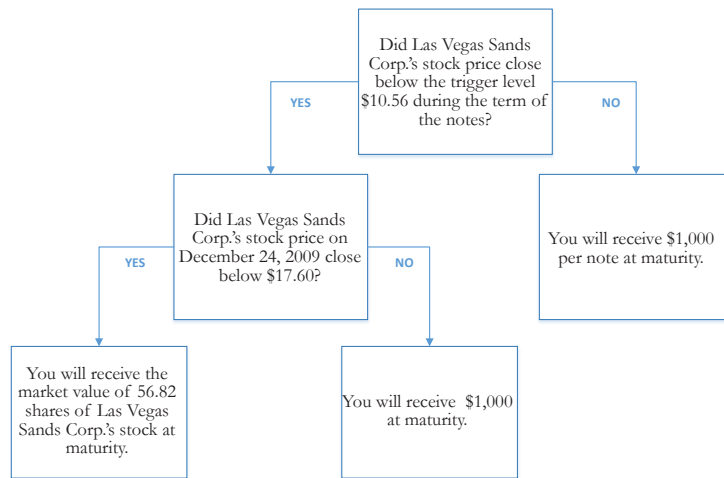 Did Las Vegas Sands
Corp.'s stock price close
below the trigger level
$10.56 during the term of
the notes?
YES
NO
Did Las Vegas Sands
Corp.'s stock price on
December 24, 2009 close
below $17.60?
You will receive $1,000
per note at maturity.
YES
NO
You will receive the
market value of 56.82
shares of Las Vegas
Sands Corp.'s stock at
maturity.
You will receive $1,000
at maturity.